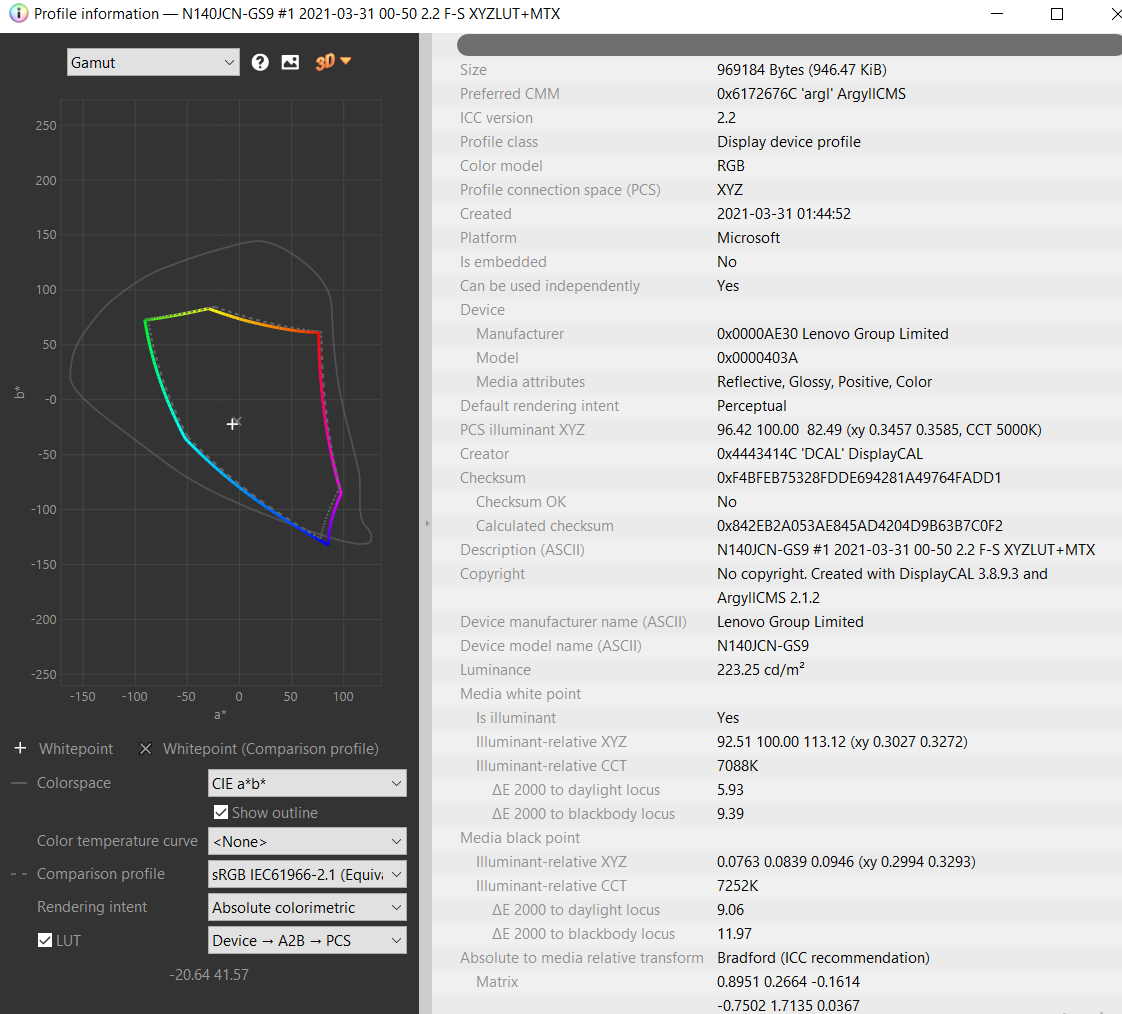 Profile information — N140JCN-GS9 #1 2021-03-31 00-50 2.2 F-S XYZLUT+MTX
Gamut
3D
250
200
150
100
50
-0
-50
-100
-150
-200
-250
b*
-150 -100 -50 0 50 100
a*
Whitepoint Whitepoint (Comparison profile)
Colorspace CIE a*b*
Show outline
Color temperature curve <None>
Comparison profile sRGB IEC61966-2.1 (Equiva
Rendering intent Absolute colorimetric
LUT Device → A2B → PCS
-20.64 41.57
Size 969184 Bytes (946.47 KiB)
Preferred CMM 0x6172676C 'argl' ArgyllCMS
ICC version 2.2
Profile class Display device profile
Color model RGB
Profile connection space (PCS) XYZ
Created 2021-03-31 01:44:52
Platform Microsoft
Is embedded No
Can be used independently Yes
Device
Manufacturer 0x0000AE30 Lenovo Group Limited
Model 0x0000403A
Media attributes Reflective, Glossy, Positive, Color
Default rendering intent Perceptual
PCS illuminant XYZ 96.42 100.00 82.49 (xy 0.3457 0.3585, CCT 5000K)
Creator 0x4443414C 'DCAL' DisplayCAL
Checksum 0xF4BFEB75328FDDE694281A49764FADD1
Checksum OK No
Calculated checksum 0x842EB2A053AE845AD4204D9B63B7C0F2
Description (ASCII) N140JCN-GS9 #1 2021-03-31 00-50 2.2 F-S XYZLUT+MTX
Copyright No copyright. Created with DisplayCAL 3.8.9.3 and
ArgyllCMS 2.1.2
Device manufacturer name (ASCII) Lenovo Group Limited
Device model name (ASCII) N140JCN-GS9
Luminance 223.25 cd/m²
Media white point
Is illuminant Yes
Illuminant-relative XYZ 92.51 100.00 113.12 (xy 0.3027 0.3272)
Illuminant-relative CCT 7088K
ΔE 2000 to daylight locus 5.93
ΔE 2000 to blackbody locus 9.39
Media black point
Illuminant-relative XYZ 0.0763 0.0839 0.0946 (xy 0.2994 0.3293)
Illuminant-relative CCT 7252K
ΔE 2000 to daylight locus 9.06
ΔE 2000 to blackbody locus 11.97
Absolute to media relative transform Bradford (ICC recommendation)
Matrix 0.8951 0.2664 -0.1614
-0.7502 1.7135 0.0367